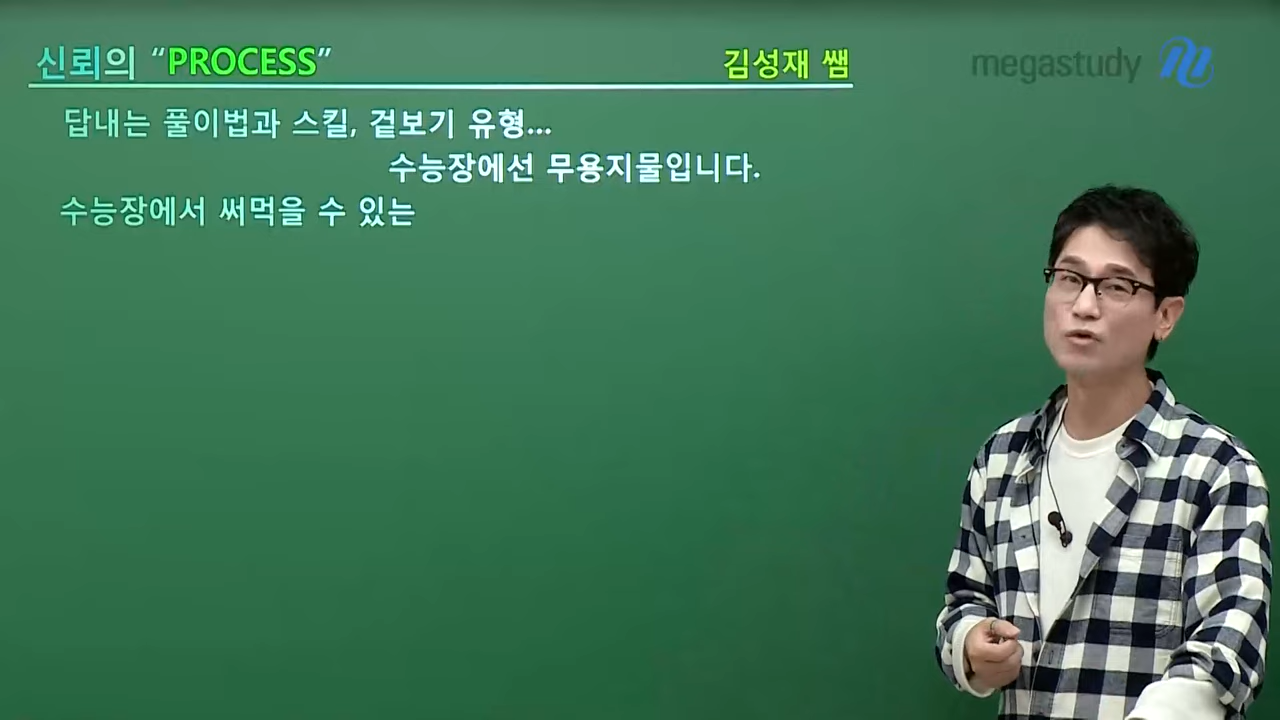 신뢰의 “PROCESS”
김성재 쌤
megastudy
답내는 풀이법과 스킬, 겉보기 유형...
수능장에선 무용지물입니다.
수능장에서 써먹을 수 있는